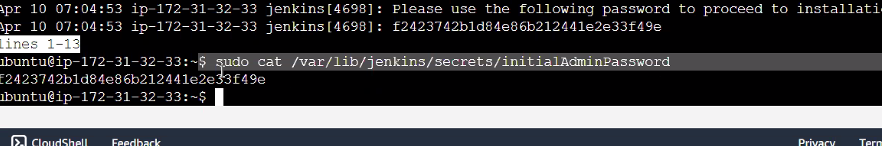 Apr 10 07:04:53 ip-172-31-32-33 jenkins[4698]: Please use the following password to proceed to installati
Apr 10 07:04:53 ip-172-31-32-33 jenkins[4698]: f2423742b1d84e86b212441e2e33f49e
lines 1-13
ubuntu@ip-172-31-32-33:~$ sudo cat /var/lib/jenkins/secrets/initialAdminPassword
f2423742b1d84e86b212441e2e33f49e
ubuntu@ip-172-31-32-33:~$
CloudShell Feedback Privacy Term